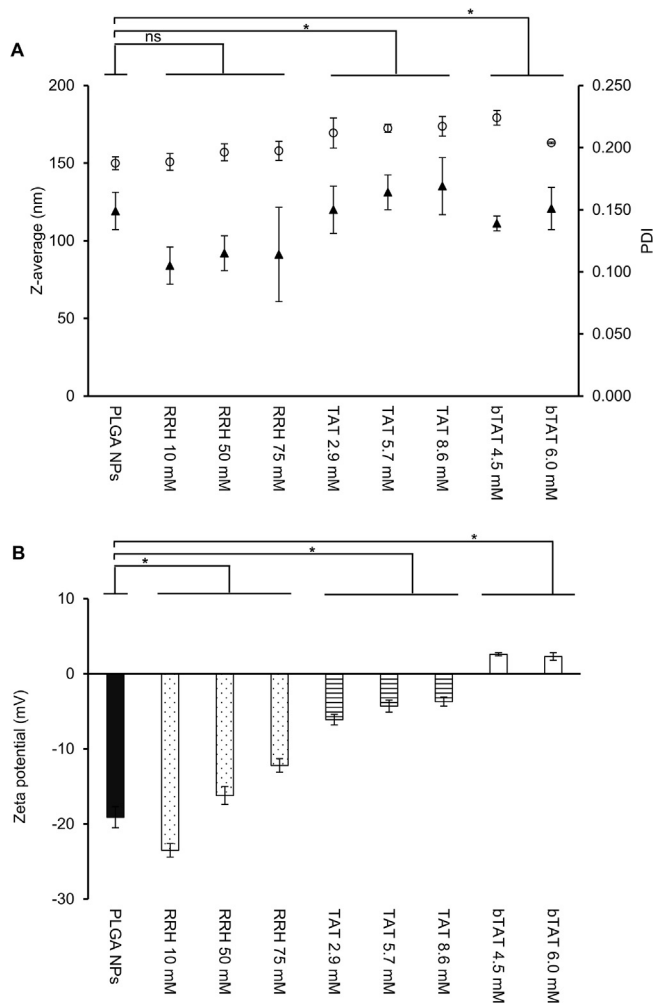 *
*
ns
A
200
150
100
50
0
Z-average (nm)
0.250
0.200
0.150
0.100
0.050
0.000
PDI
PLGA NPs
RRH 10 mM
RRH 50 mM
RRH 75 mM
TAT 2.9 mM
TAT 5.7 mM
TAT 8.6 mM
bTAT 4.5 mM
bTAT 6.0 mM
B
*
*
*
10
0
-10
-20
-30
Zeta potential (mV)
PLGA NPs
RRH 10 mM
RRH 50 mM
RRH 75 mM
TAT 2.9 mM
TAT 5.7 mM
TAT 8.6 mM
bTAT 4.5 mM
bTAT 6.0 mM